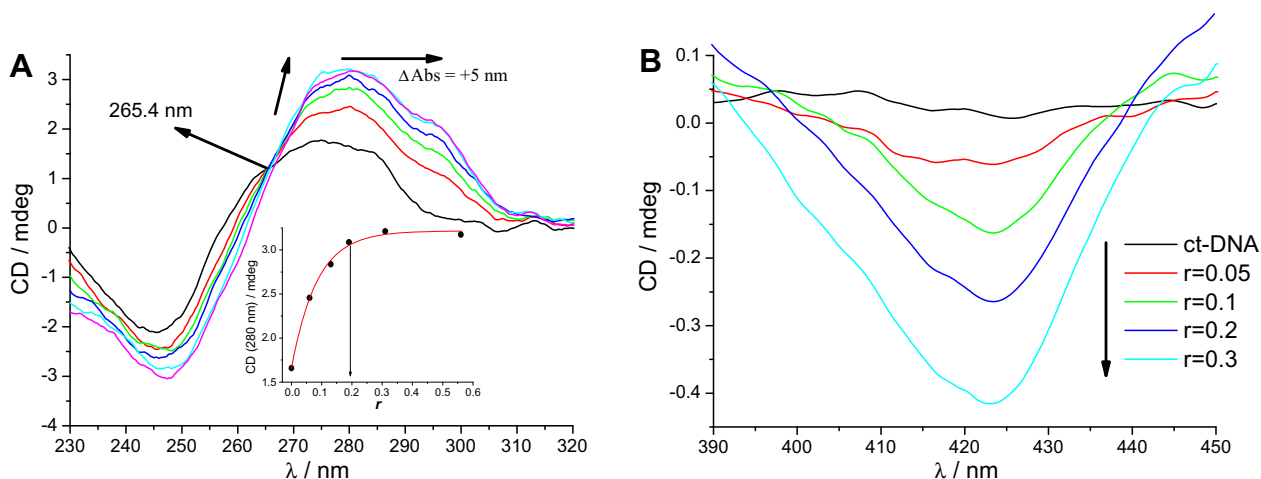 A
3
2
1
0
-1
-2
-3
-4
CD / mdeg
265.4 nm
ΔAbs = +5 nm
230 240 250 260 270 280 290 300 310 320
λ / nm
3.0
2.5
2.0
1.5
CD (280 nm) / mdeg
0.0 0.1 0.2 0.3 0.4 0.5 0.6
r
B
0.1
0.0
-0.1
-0.2
-0.3
-0.4
CD / mdeg
390 400 410 420 430 440 450
λ / nm
ct-DNA
r=0.05
r=0.1
r=0.2
r=0.3